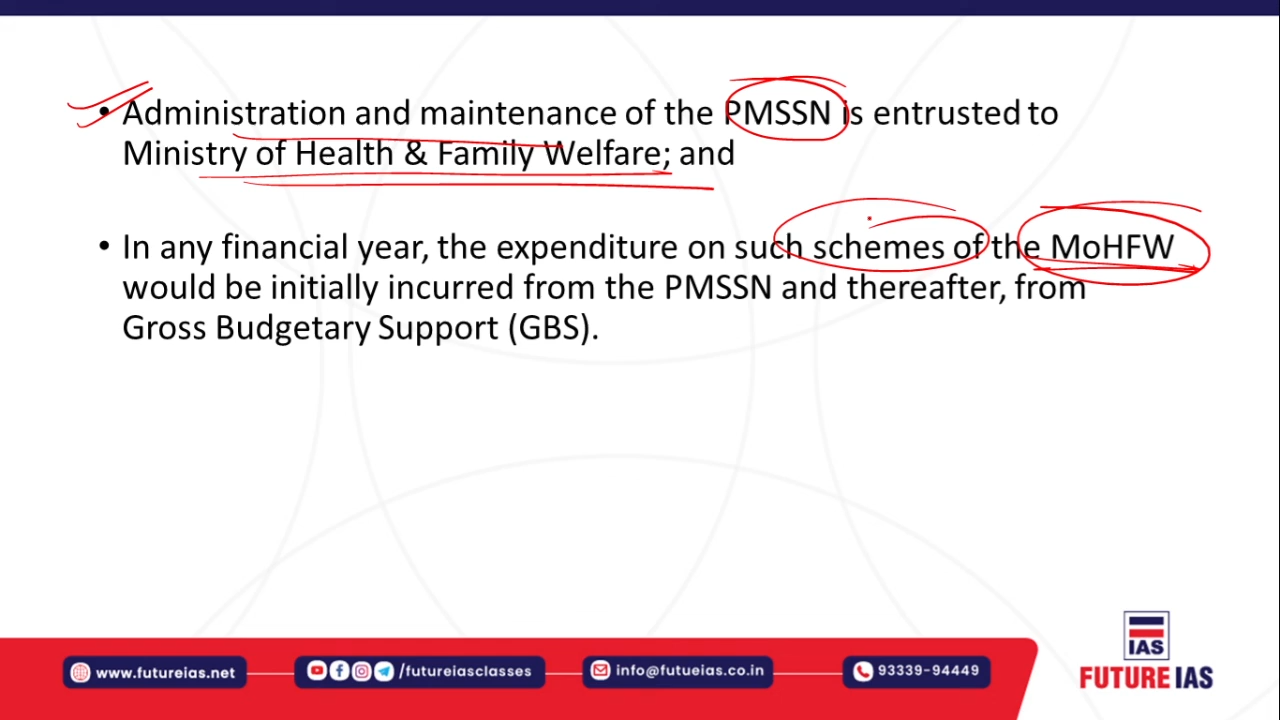 • Administration and maintenance of the PMSSN is entrusted to
Ministry of Health & Family Welfare; and
• In any financial year, the expenditure on such schemes of the MoHFW
would be initially incurred from the PMSSN and thereafter, from
Gross Budgetary Support (GBS).
IAS
FUTURE IAS
www.futureias.net
/futureiasclasses
info@futueias.co.in
93339-94449